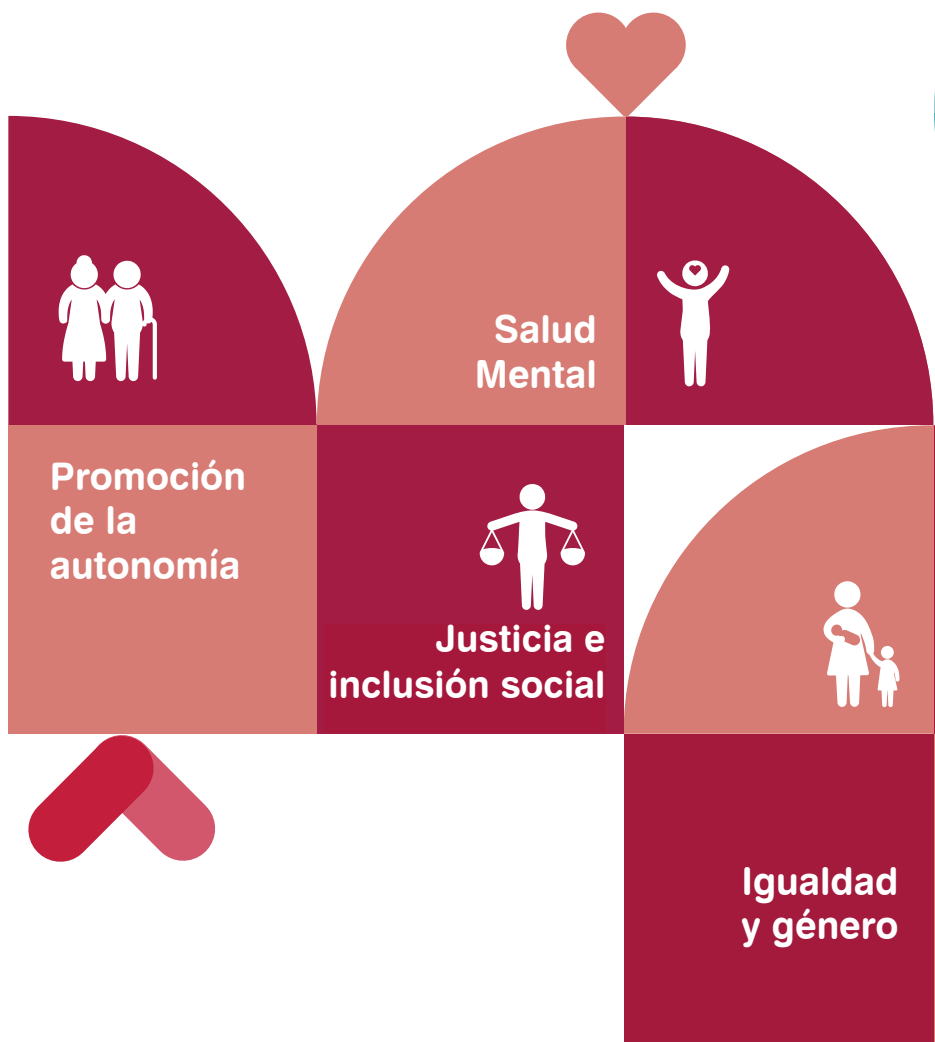 Salud
Mental
Promoción
de la
autonomía
Justicia e
inclusión social
Igualdad
y género